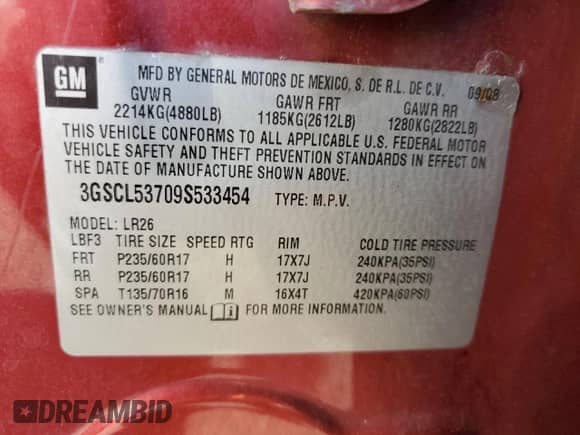 GM
MFD BY GENERAL MOTORS DE MEXICO, S. DE R.L. DE C.V. 09/08
GVWR GAWR FRT GAWR RR
2214KG(4880LB) 1185KG(2612LB) 1280KG(2822LB)
THIS VEHICLE CONFORMS TO ALL APPLICABLE U.S. FEDERAL MOTOR
VEHICLE SAFETY AND THEFT PREVENTION STANDARDS IN EFFECT ON
THE DATE OF MANUFACTURE SHOWN ABOVE.
3GSCL53709S533454 TYPE: M.P.V.
MODEL: LR26
LBF3 TIRE SIZE SPEED RTG RIM COLD TIRE PRESSURE
FRT P235/60R17 H 17X7J 240KPA(35PSI)
RR P235/60R17 H 17X7J 240KPA(35PSI)
SPA T135/70R16 M 16X4T 420KPA(60PSI)
SEE OWNER'S MANUAL i FOR MORE INFORMATION.
DREAMBID